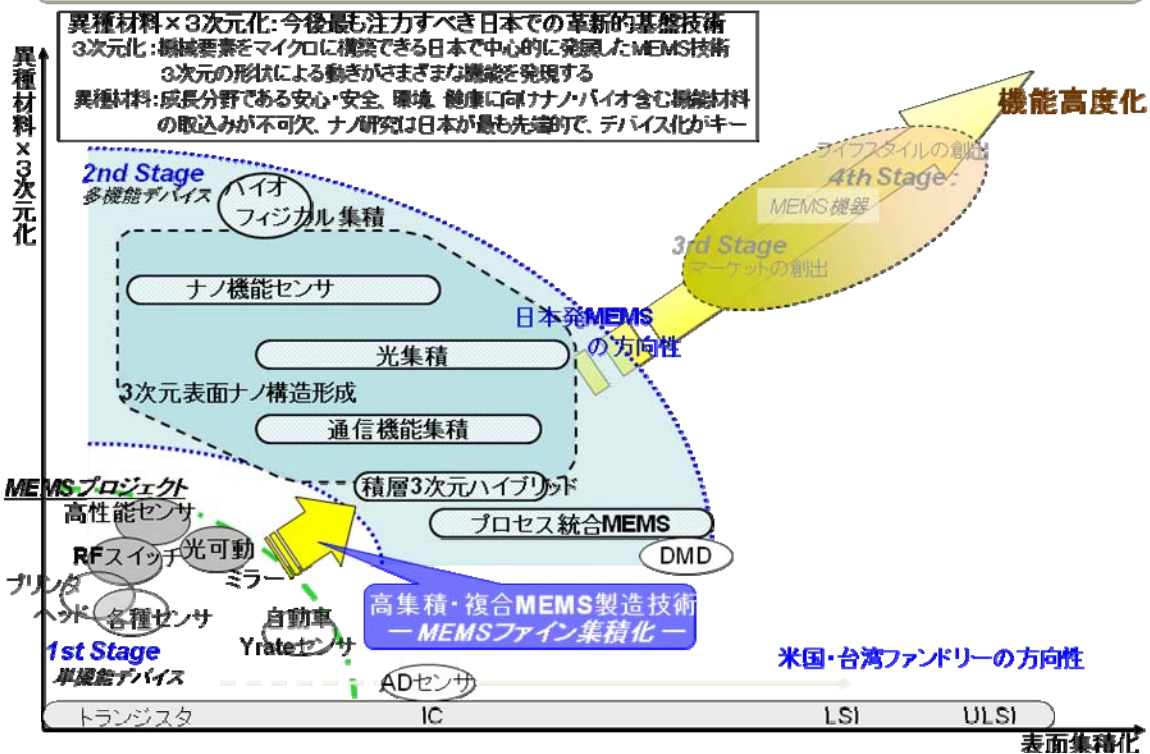 異種材料×3次元化:今後最も注力すべき日本での革新的基盤技術
3次元化:機械要素をマイクロに構築できる日本で中心的に発展したMEMS技術
3次元の形状による動きがさまざまな機能を発現する
異種材料:成長分野である安心・安全、環境、健康に向けナノ・バイオ含む機能材料
の取込みが不可欠、ナノ研究は日本が最も先端的で、デバイス化がキー
異種材料×3次元化
機能高度化
ライフスタイルの創出
4th Stage:
MEMS機器
3rd Stage
マーケットの創出
2nd Stage
多機能デバイス
バイオ
フィジカル集積
ナノ機能センサ
日本発MEMS
の方向性
光集積
3次元表面ナノ構造形成
通信機能集積
積層3次元ハイブリッド
プロセス統合MEMS
DMD
MEMSプロジェクト
高性能センサ
RFスイッチ
光可動
ミラー
プリンタ
ヘッド
各種センサ
自動車
Yrateセンサ
高集積・複合MEMS製造技術
― MEMSファイン集積化 ―
1st Stage
単機能デバイス
ADセンサ
米国・台湾ファンドリーの方向性
トランジスタ
IC
LSI
ULSI
表面集積化